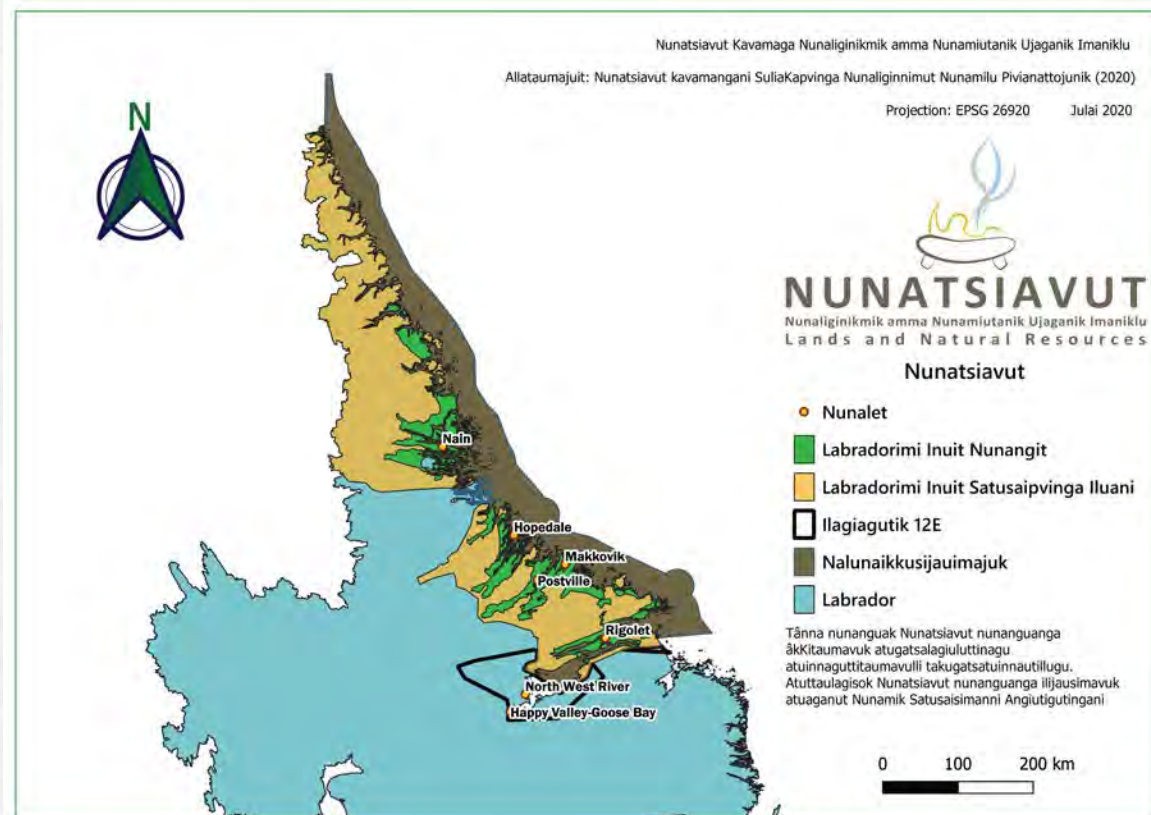 Nunatsiavut Kavamaga Nunaliginikmik amma Nunamiutanik Ujaganik Imaniklu
Allataumajuit: Nunatsiavut kavamangani SuliaKapvinga Nunaliginnimut Nunamilu Pivianattojunik (2020)
Projection: EPSG 26920 Julai 2020
N
NUNATSIAVUT
Nunaliginikmik amma Nunamiutanik Ujaganik Imaniklu
Lands and Natural Resources
Nunatsiavut
Nunalet
Labradorimi Inuit Nunangit
Labradorimi Inuit Satusaipvinga Iluani
Ilagiagutik 12E
Nalunaikkusijauimajuk
Labrador
Tânna nunanguak Nunatsiavut nunanguanga
åkKitaumavuk atugatsalagiuluttinagu
atuinnaguttitaumavulli takugatsatuinnautillugu.
Atuttaulagisok Nunatsiavut nunanguanga ilijausimavuk
atuaganut Nunamik Satusaisimanni Angiutigutingani
0 100 200 km
Nain
Hopedale
Makkovik
Postville
Rigolet
North West River
Happy Valley-Goose Bay